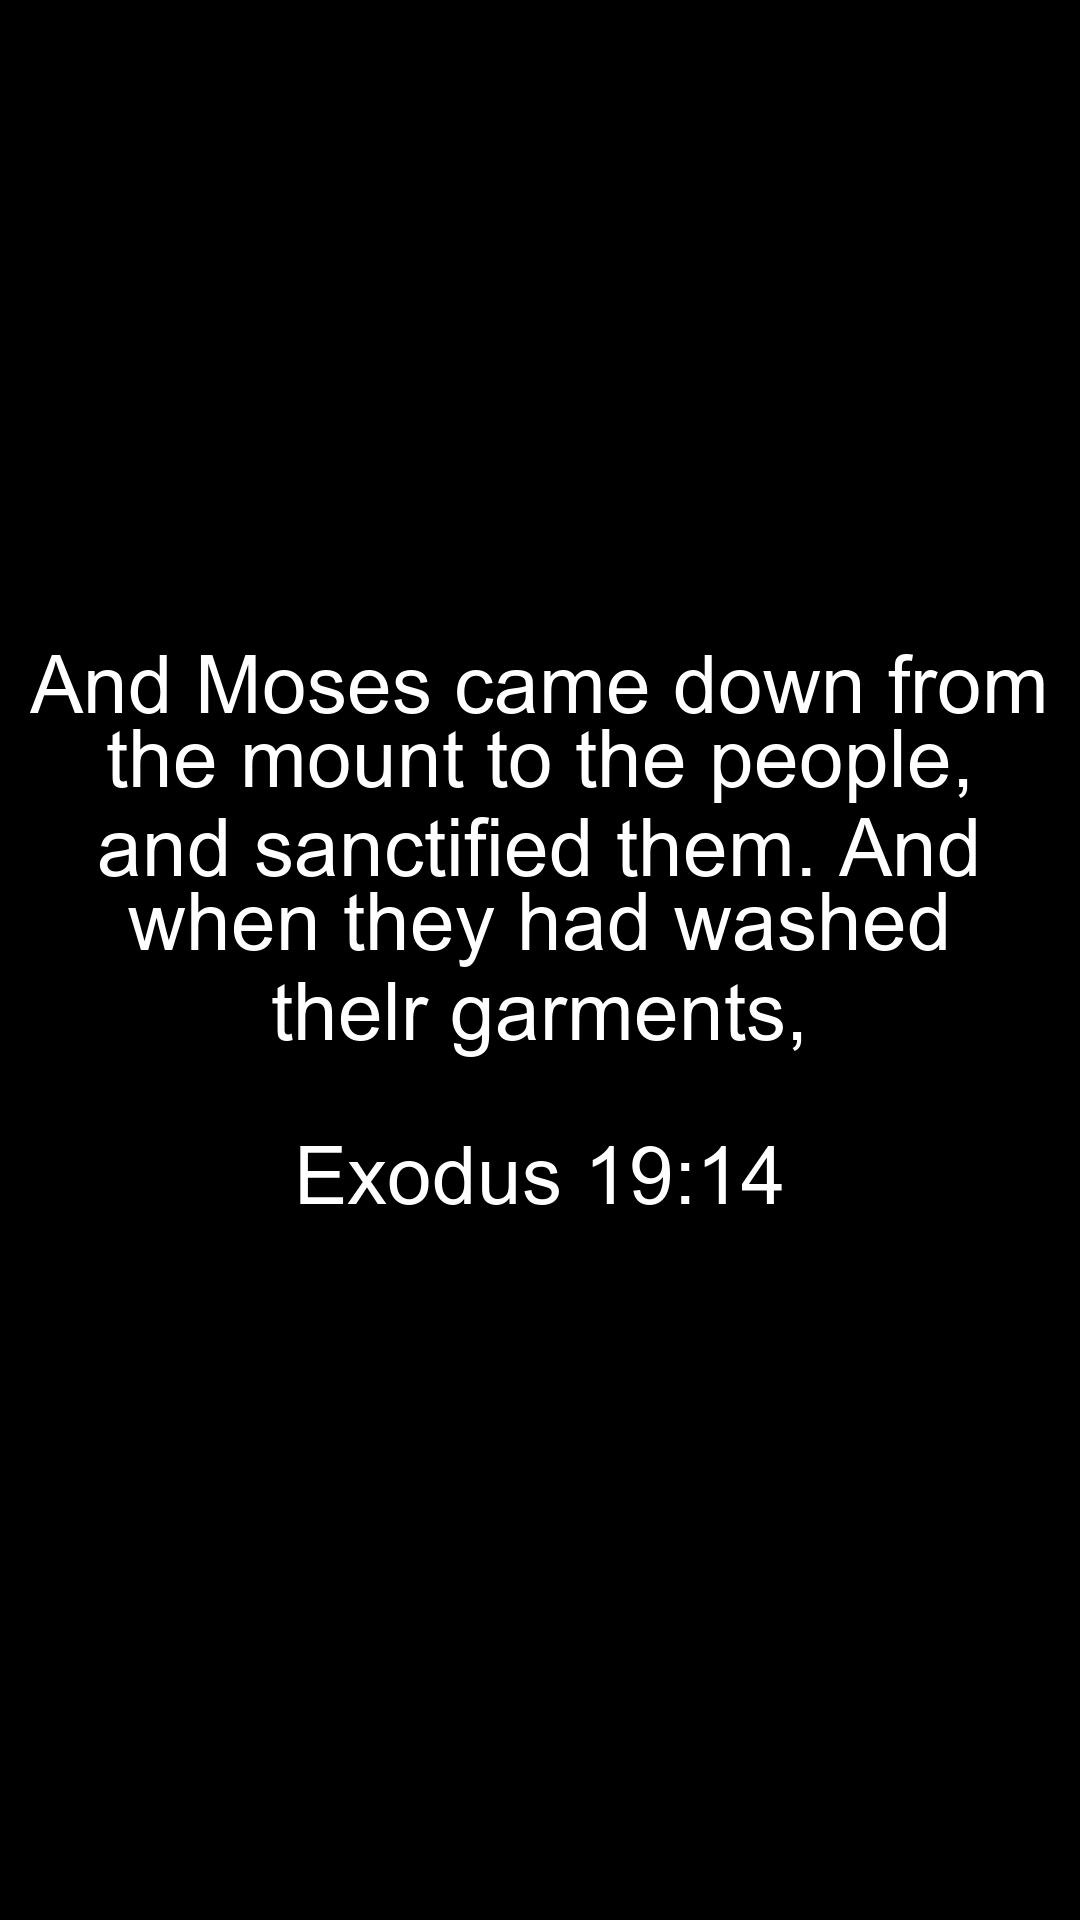 And Moses came down from
the mount to the people,
and sanctified them. And
when they had washed
thelr garments,
Exodus 19:14